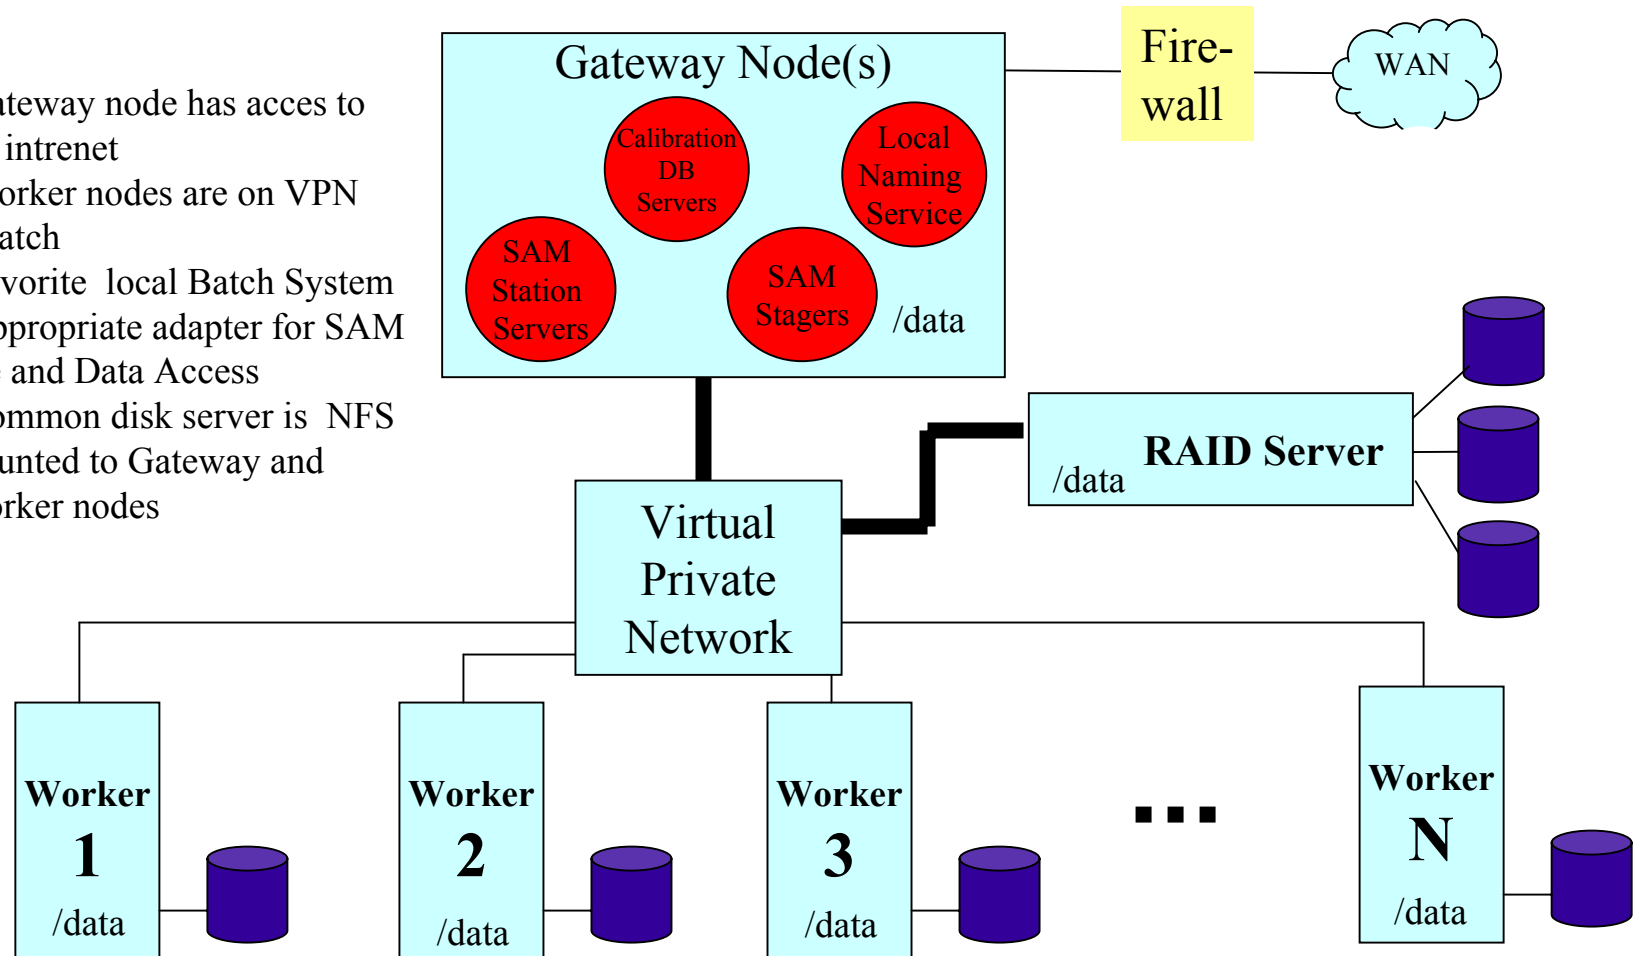 ateway node has acces to
intrenet
orker nodes are on VPN
atch
vorite local Batch System
ppropriate adapter for SAM
e and Data Access
ommon disk server is NFS
unted to Gateway and
orker nodes
Gateway Node(s)
Calibration
DB
Servers
Local
Naming
Service
SAM
Station
Servers
SAM
Stagers
/data
Fire-
wall
WAN
RAID Server
/data
Virtual
Private
Network
Worker
1
/data
Worker
2
/data
Worker
3
/data
...
Worker
N
/data